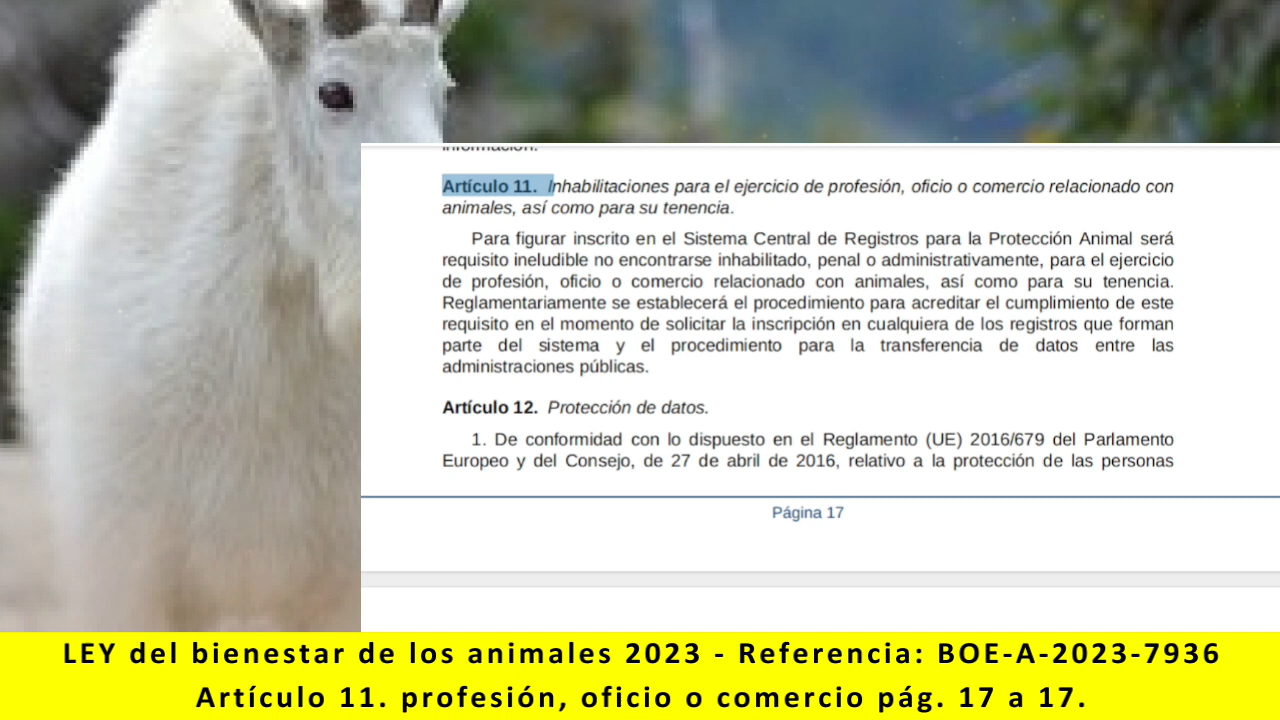 información.
Artículo 11. Inhabilitaciones para el ejercicio de profesión, oficio o comercio relacionado con
animales, así como para su tenencia.
Para figurar inscrito en el Sistema Central de Registros para la Protección Animal será
requisito ineludible no encontrarse inhabilitado, penal o administrativamente, para el ejercicio
de profesión, oficio o comercio relacionado con animales, así como para su tenencia.
Reglamentariamente se establecerá el procedimiento para acreditar el cumplimiento de este
requisito en el momento de solicitar la inscripción en cualquiera de los registros que forman
parte del sistema y el procedimiento para la transferencia de datos entre las
administraciones públicas.
Artículo 12. Protección de datos.
1. De conformidad con lo dispuesto en el Reglamento (UE) 2016/679 del Parlamento
Europeo y del Consejo, de 27 de abril de 2016, relativo a la protección de las personas
Página 17
LEY del bienestar de los animales 2023 - Referencia: BOE-A-2023-7936
Artículo 11. profesión, oficio o comercio pág. 17 a 17.